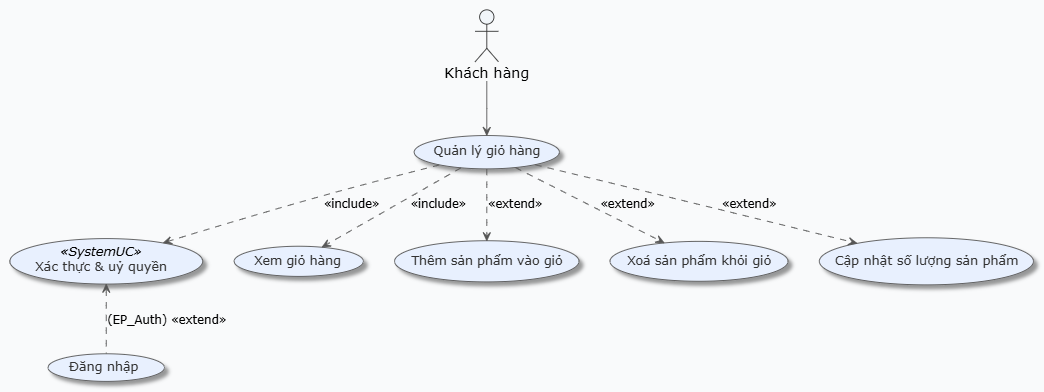 Khách hàng
Quản lý giỏ hàng
«include»
«include»
«extend»
«extend»
«extend»
«SystemUC»
Xác thực & uỷ quyền
Xem giỏ hàng
Thêm sản phẩm vào giỏ
Xoá sản phẩm khỏi giỏ
Cập nhật số lượng sản phẩm
(EP_Auth) «extend»
Đăng nhập